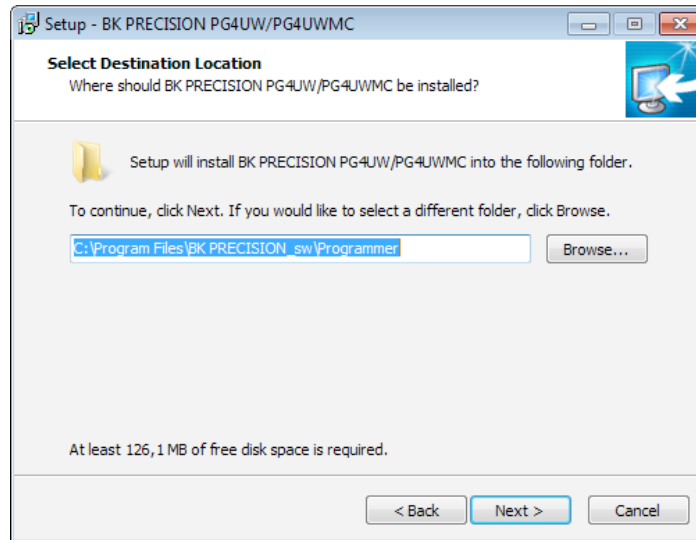 Setup - BK PRECISION PG4UW/PG4UWMC
Select Destination Location
Where should BK PRECISION PG4UW/PG4UWMC be installed?
Setup will install BK PRECISION PG4UW/PG4UWMC into the following folder.
To continue, click Next. If you would like to select a different folder, click Browse.
C:\Program Files\BK PRECISION_sw\Programmer
Browse...
At least 126,1 MB of free disk space is required.
< Back
Next >
Cancel